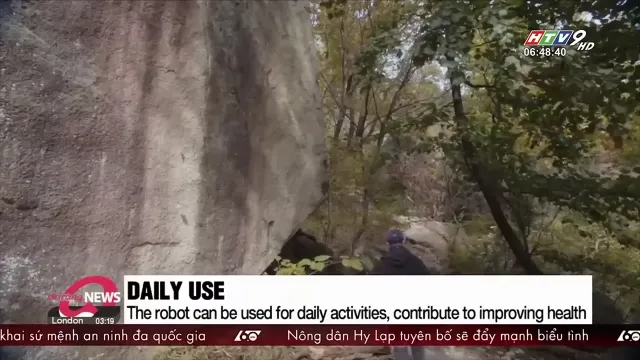 HTV9 HD
06:48:40
NEWS
DAILY USE
The robot can be used for daily activities, contribute to improving health
London 03:19
khai sứ mệnh an ninh đa quốc gia 60 Nông dân Hy Lạp tuyên bố sẽ đẩy mạnh biểu tình 60